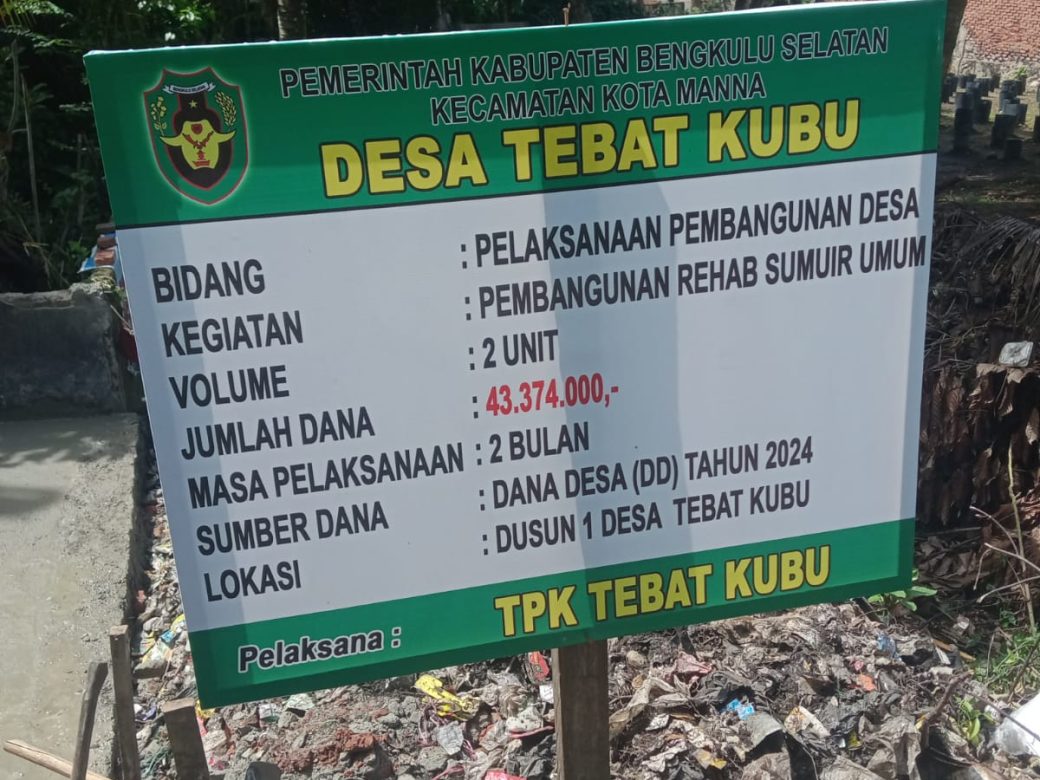 BENGKULU SELATAN
PEMERINTAH KABUPATEN BENGKULU SELATAN
KECAMATAN KOTA MANNA
DESA TEBAT KUBU
BIDANG : PELAKSANAAN PEMBANGUNAN DESA
KEGIATAN : PEMBANGUNAN REHAB SUMUIR UMUM
VOLUME : 2 UNIT
JUMLAH DANA : 43.374.000,-
MASA PELAKSANAAN : 2 BULAN
SUMBER DANA : DANA DESA (DD) TAHUN 2024
LOKASI : DUSUN 1 DESA TEBAT KUBU
Pelaksana : TPK TEBAT KUBU